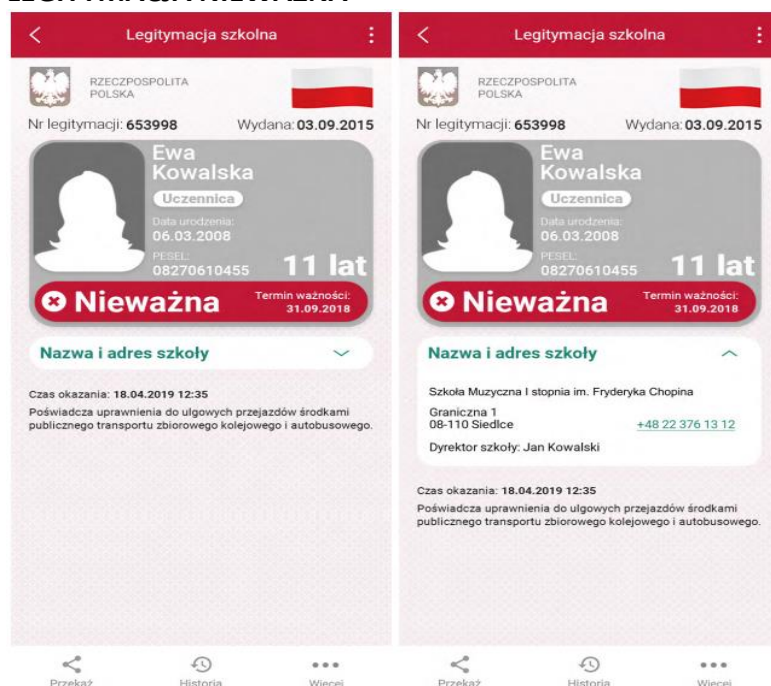 LEGITYMACJA NIEWAŻNA
Legitymacja szkolna
RZECZPOSPOLITA
POLSKA
Nr legitymacji: 653998
Wydana: 03.09.2015
Ewa
Kowalska
Uczennica
Data urodzenia:
06.03.2008
PESEL:
08270610455
11 lat
Nieważna
Termin ważności:
31.09.2018
Nazwa i adres szkoły
Czas okazania: 18.04.2019 12:35
Poświadcza uprawnienia do ulgowych przejazdów środkami
publicznego transportu zbiorowego kolejowego i autobusowego.
Przekaż
Historia
Więcej
Legitymacja szkolna
RZECZPOSPOLITA
POLSKA
Nr legitymacji: 653998
Wydana: 03.09.2015
Ewa
Kowalska
Uczennica
Data urodzenia:
06.03.2008
PESEL:
08270610455
11 lat
Nieważna
Termin ważności:
31.09.2018
Nazwa i adres szkoły
Szkoła Muzyczna I stopnia im. Fryderyka Chopina
Graniczna 1
08-110 Siedlce
+48 22 376 13 12
Dyrektor szkoły: Jan Kowalski
Czas okazania: 18.04.2019 12:35
Poświadcza uprawnienia do ulgowych przejazdów środkami
publicznego transportu zbiorowego kolejowego i autobusowego.
Przekaż
Historia
Więcej